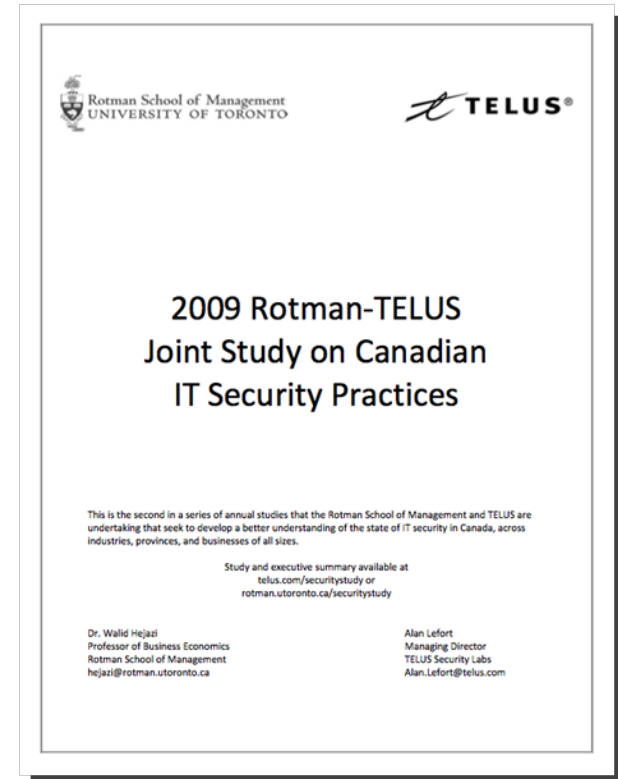 Rotman School of Management
UNIVERSITY OF TORONTO
TELUS®
2009 Rotman-TELUS
Joint Study on Canadian
IT Security Practices
This is the second in a series of annual studies that the Rotman School of Management and TELUS are
undertaking that seek to develop a better understanding of the state of IT security in Canada, across
industries, provinces, and businesses of all sizes.
Study and executive summary available at
telus.com/securitystudy or
rotman.utoronto.ca/securitystudy
Dr. Walid Hejazi
Professor of Business Economics
Rotman School of Management
hejazi@rotman.utoronto.ca
Alan Lefort
Managing Director
TELUS Security Labs
Alan.Lefort@telus.com